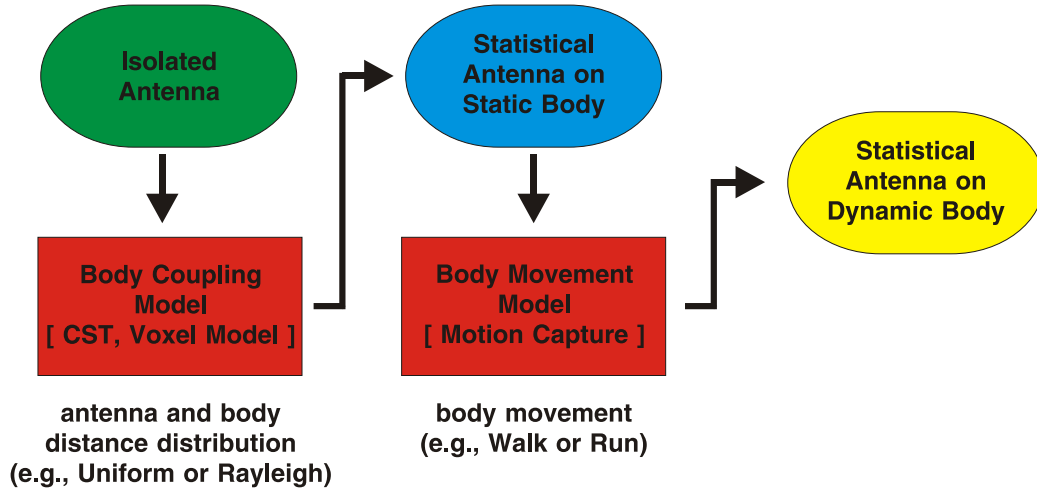 Isolated
Antenna
Body Coupling
Model
[ CST, Voxel Model ]
antenna and body
distance distribution
(e.g., Uniform or Rayleigh)
Statistical
Antenna on
Static Body
Body Movement
Model
[ Motion Capture ]
body movement
(e.g., Walk or Run)
Statistical
Antenna on
Dynamic Body